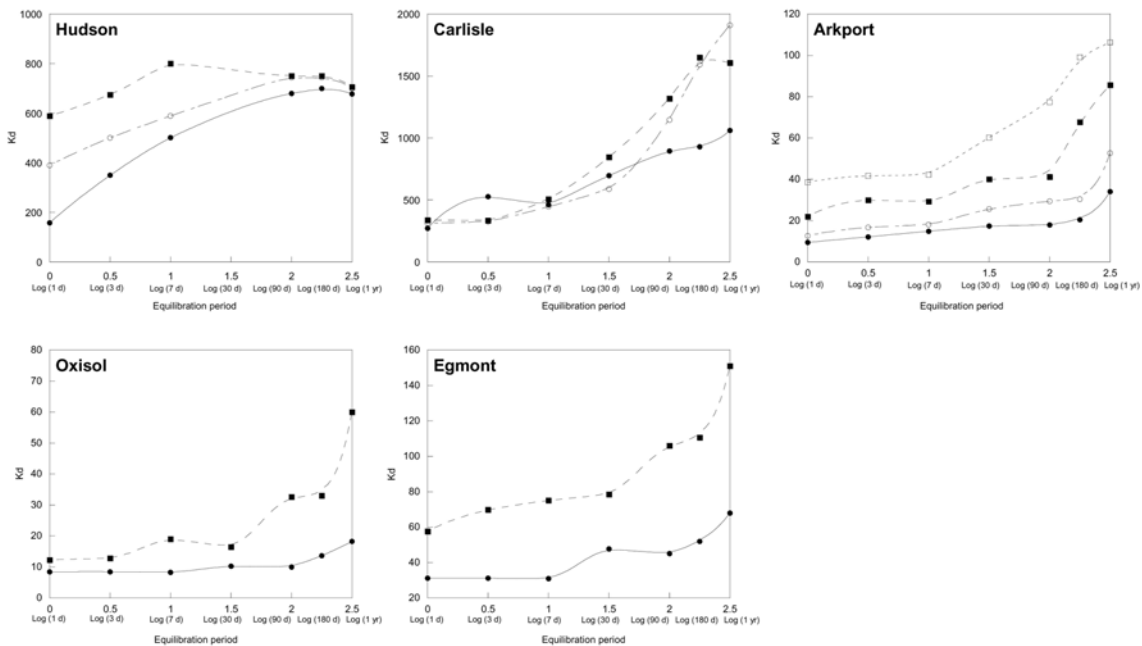 Hudson
1000
800
600
400
200
0
Kd
0 0.5 1 1.5 2 2.5
Log (1 d) Log (3 d) Log (7 d) Log (30 d) Log (90 d) Log (180 d) Log (1 yr)
Equilibration period
Carlisle
2000
1500
1000
500
0
Kd
0 0.5 1 1.5 2 2.5
Log (1 d) Log (3 d) Log (7 d) Log (30 d) Log (90 d) Log (180 d) Log (1 yr)
Equilibration period
Arkport
120
100
80
60
40
20
0
Kd
0 0.5 1 1.5 2 2.5
Log (1 d) Log (3 d) Log (7 d) Log (30 d) Log (90 d) Log (180 d) Log (1 yr)
Equilibration period
Oxisol
80
70
60
50
40
30
20
10
0
Kd
0 0.5 1 1.5 2 2.5
Log (1 d) Log (3 d) Log (7 d) Log (30 d) Log (90 d) Log (180 d) Log (1 yr)
Equilibration period
Egmont
160
140
120
100
80
60
40
20
Kd
0 0.5 1 1.5 2 2.5
Log (1 d) Log (3 d) Log (7 d) Log (30 d) Log (90 d) Log (180 d) Log (1 yr)
Equilibration period